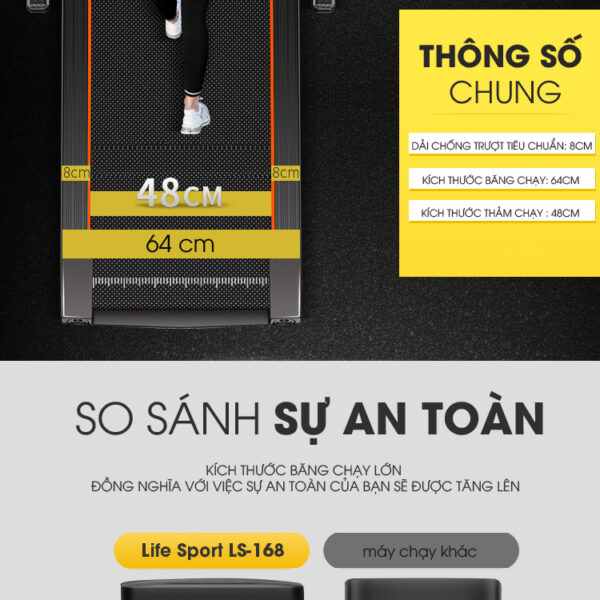 THÔNG SỐ
CHUNG
DẢI CHỐNG TRƯỢT TIÊU CHUẨN: 8CM
KÍCH THƯỚC BĂNG CHẠY: 64CM
KÍCH THƯỚC THẢM CHẠY : 48CM
8cm
8cm
48CM
64 cm
SO SÁNH SỰ AN TOÀN
KÍCH THƯỚC BĂNG CHẠY LỚN
ĐỒNG NGHĨA VỚI VIỆC SỰ AN TOÀN CỦA BẠN SẼ ĐƯỢC TĂNG LÊN
Life Sport LS-168
máy chạy khác